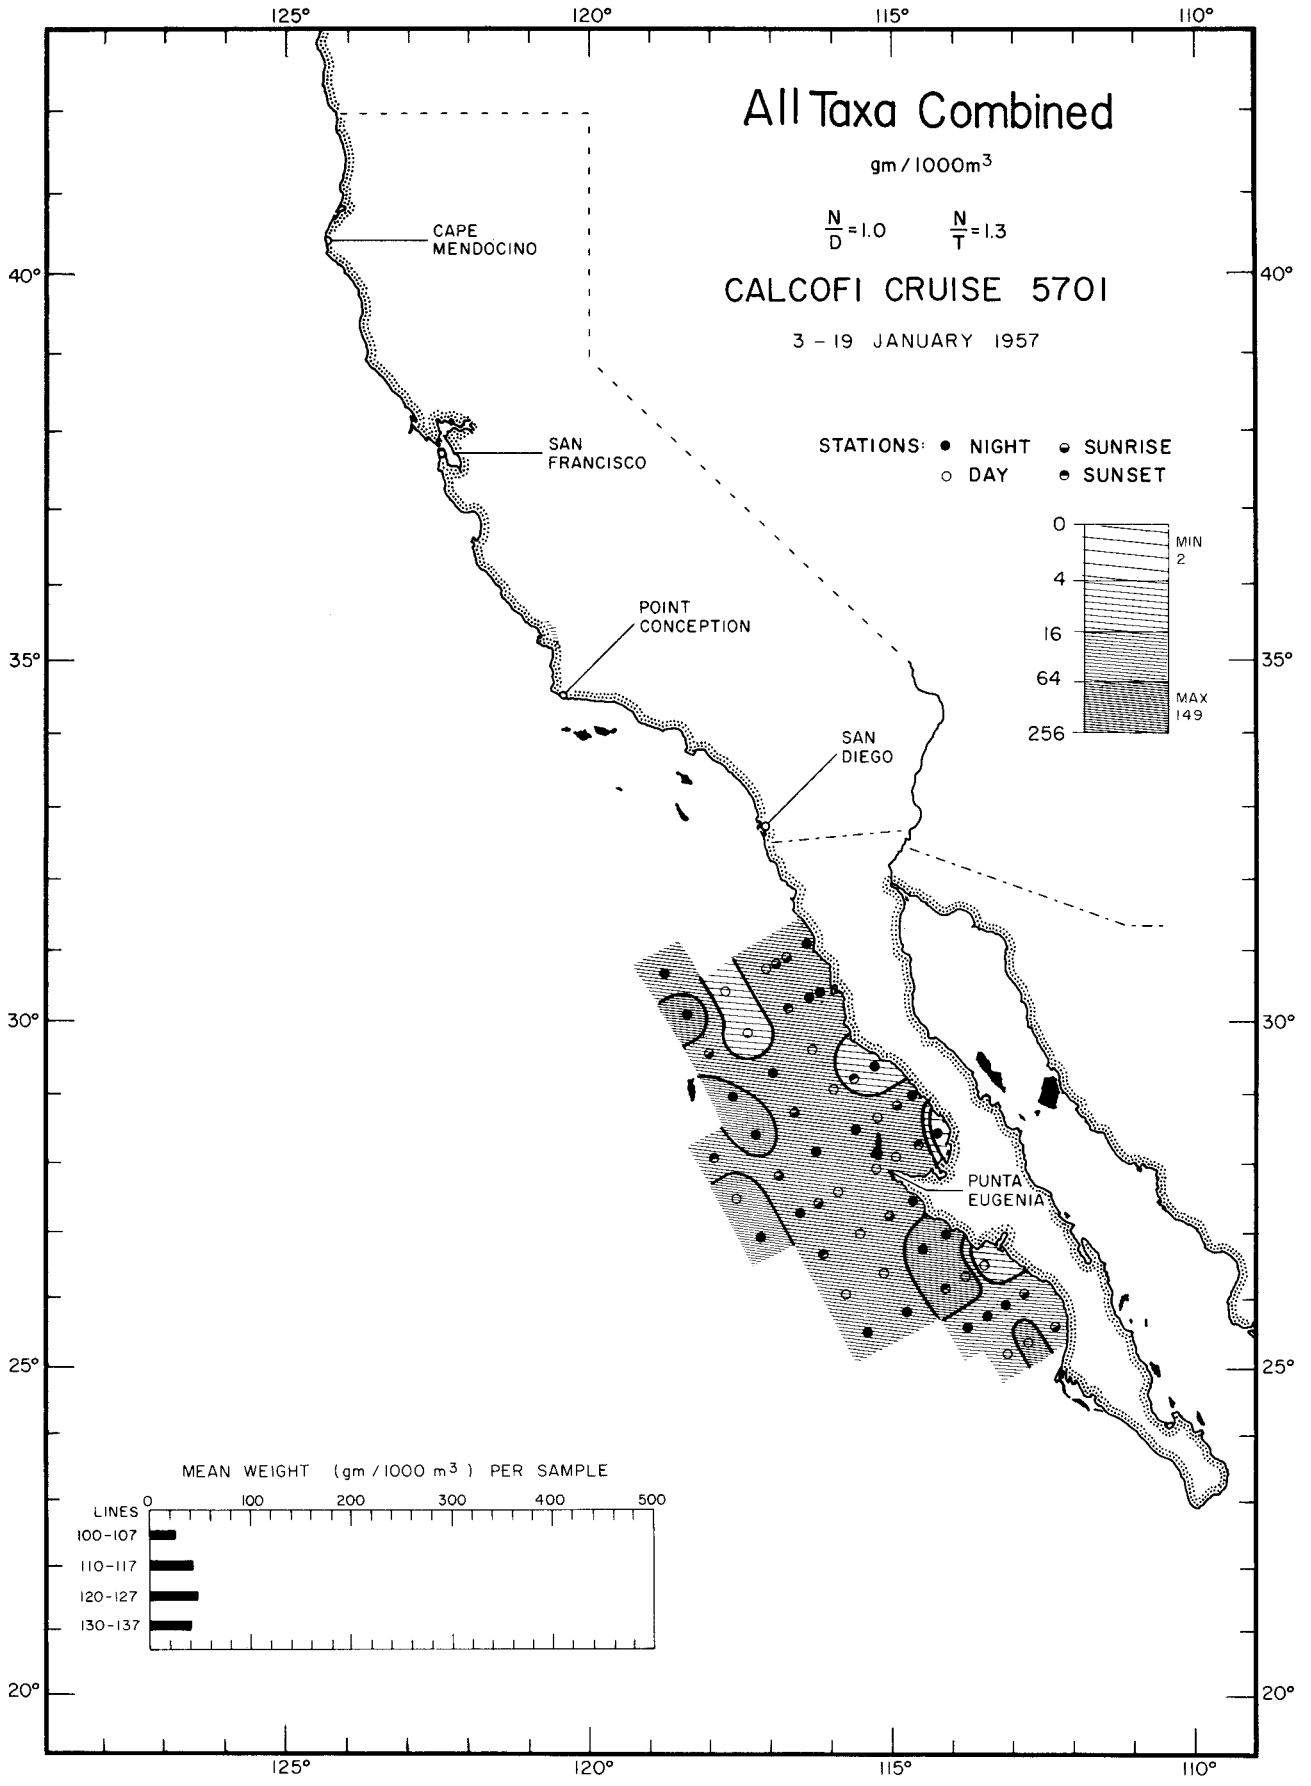 125° 120° 115° 110°
All Taxa Combined
gm/1000m³
N/D = 1.0 N/T = 1.3
CALCOFI CRUISE 5701
3 – 19 JANUARY 1957
CAPE
MENDOCINO
40° 40°
STATIONS: ● NIGHT SUNRISE
○ DAY SUNSET
SAN
FRANCISCO
0
MIN
2
4
16
64
MAX
149
256
POINT
CONCEPTION
35° 35°
SAN
DIEGO
30° 30°
PUNTA
EUGENIA
25° 25°
MEAN WEIGHT (gm/1000 m³) PER SAMPLE
LINES 0 100 200 300 400 500
100-107
110-117
120-127
130-137
20° 20°
125° 120° 115° 110°